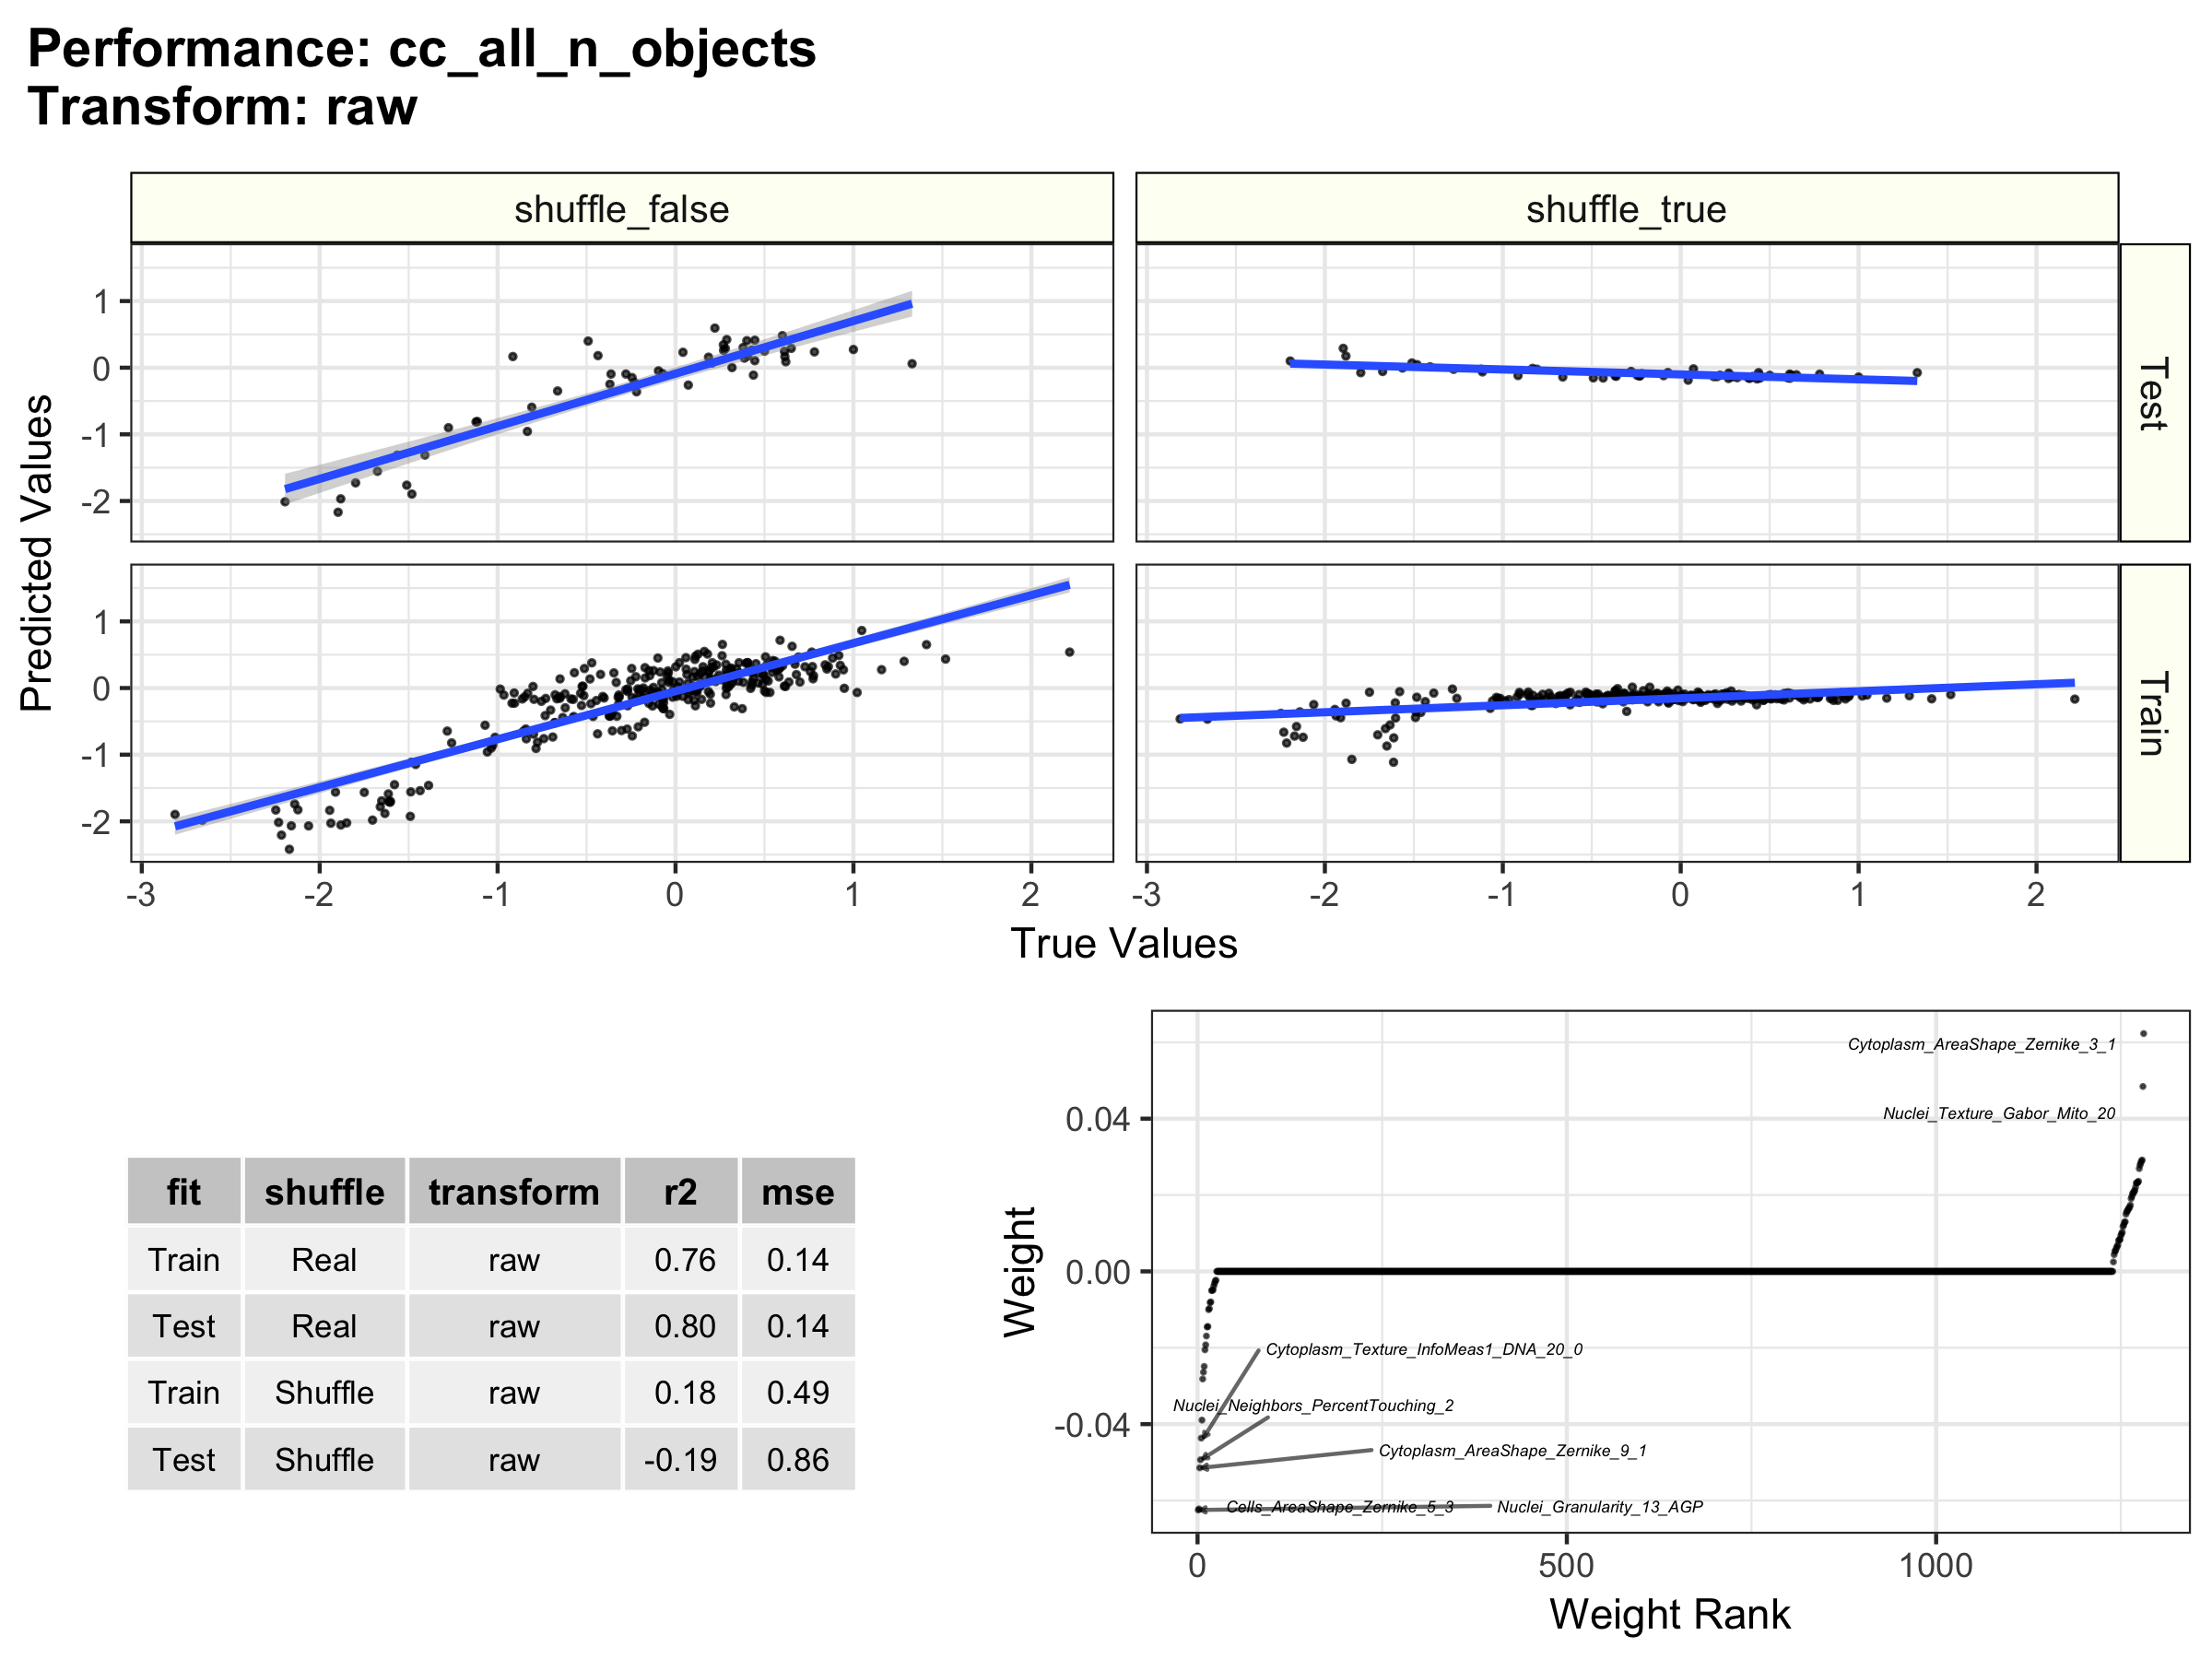 Performance: cc_all_n_objects
Transform: raw
shuffle_false
shuffle_true
1
0
-1
-2
Test
1
0
-1
-2
Train
Predicted Values
-3 -2 -1 0 1 2
-3 -2 -1 0 1 2
True Values
fit shuffle transform r2 mse
Train Real raw 0.76 0.14
Test Real raw 0.80 0.14
Train Shuffle raw 0.18 0.49
Test Shuffle raw -0.19 0.86
Weight
0.04
0.00
-0.04
Cytoplasm_AreaShape_Zernike_3_1
Nuclei_Texture_Gabor_Mito_20
Cytoplasm_Texture_InfoMeas1_DNA_20_0
Nuclei_Neighbors_PercentTouching_2
Cytoplasm_AreaShape_Zernike_9_1
Cells_AreaShape_Zernike_5_3
Nuclei_Granularity_13_AGP
0 500 1000
Weight Rank